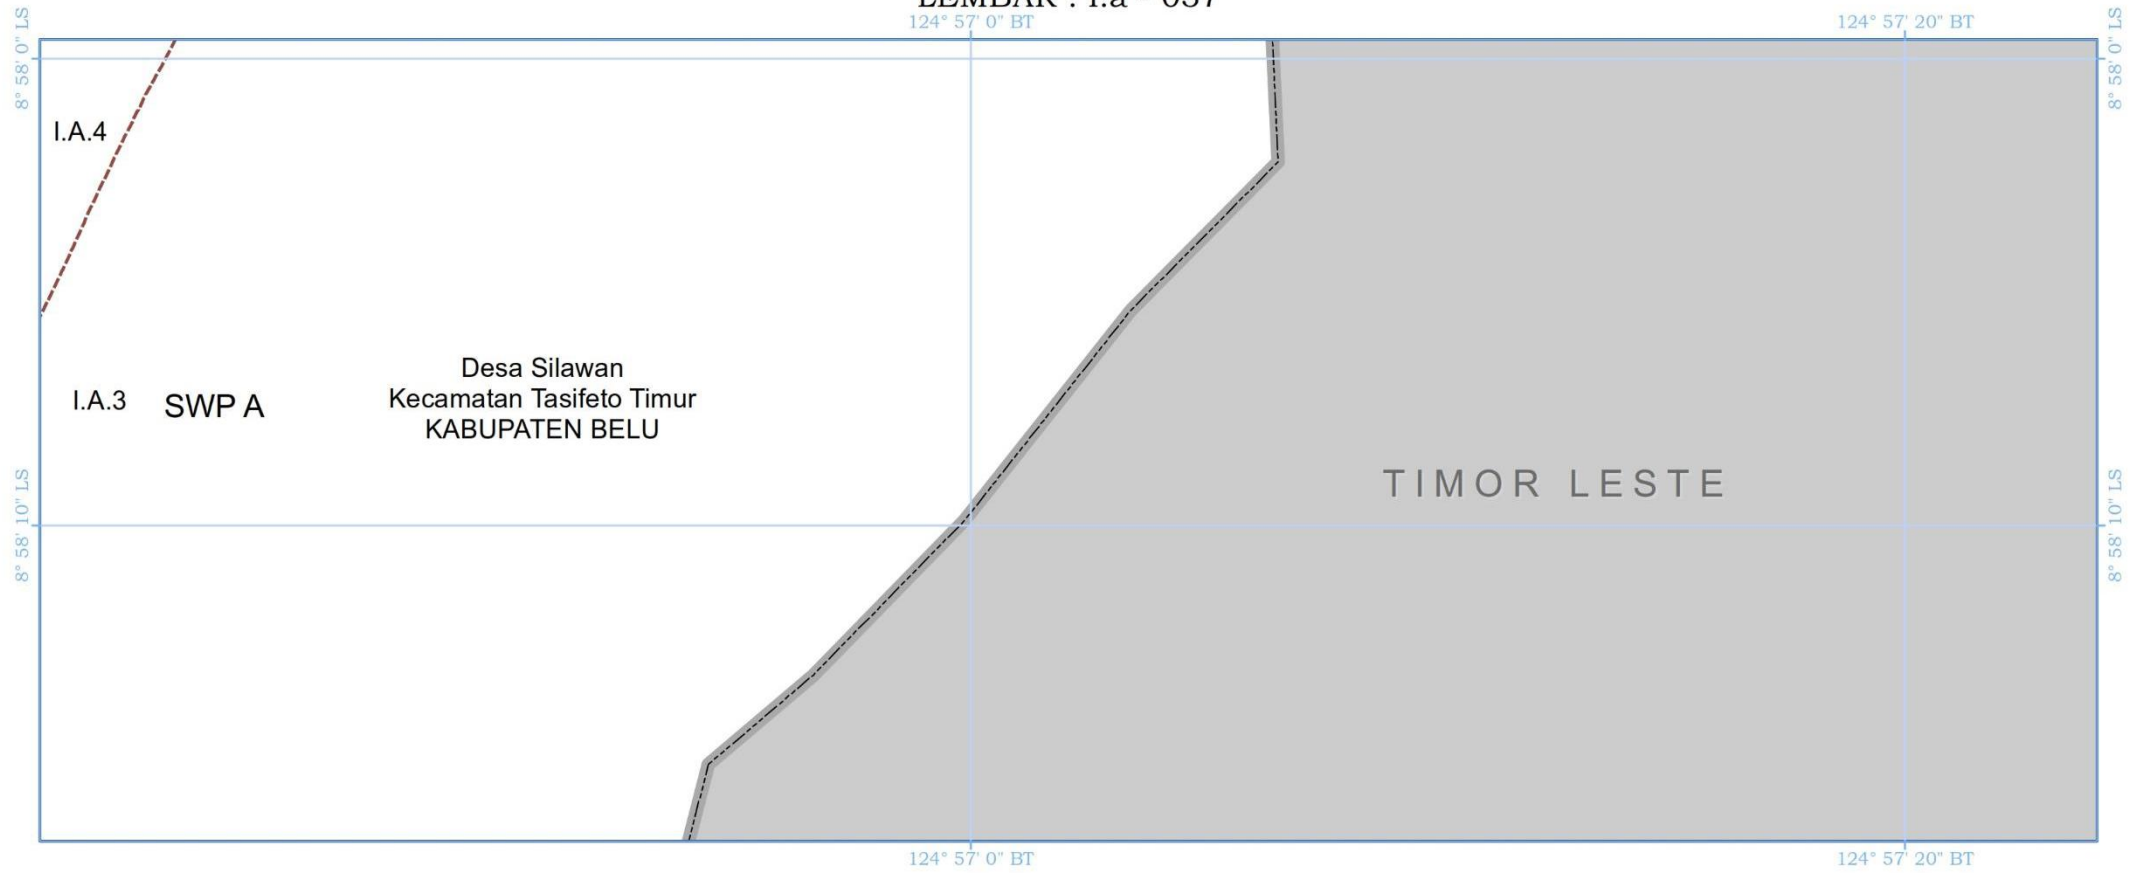 LEMBAR : I.a - 037
124° 57' 0" BT
124° 57' 20" BT
8° 58' 0" LS
8° 58' 0" LS
I.A.4
Desa Silawan
Kecamatan Tasifeto Timur
KABUPATEN BELU
I.A.3
SWP A
TIMOR LESTE
8° 58' 10" LS
8° 58' 10" LS
124° 57' 0" BT
124° 57' 20" BT